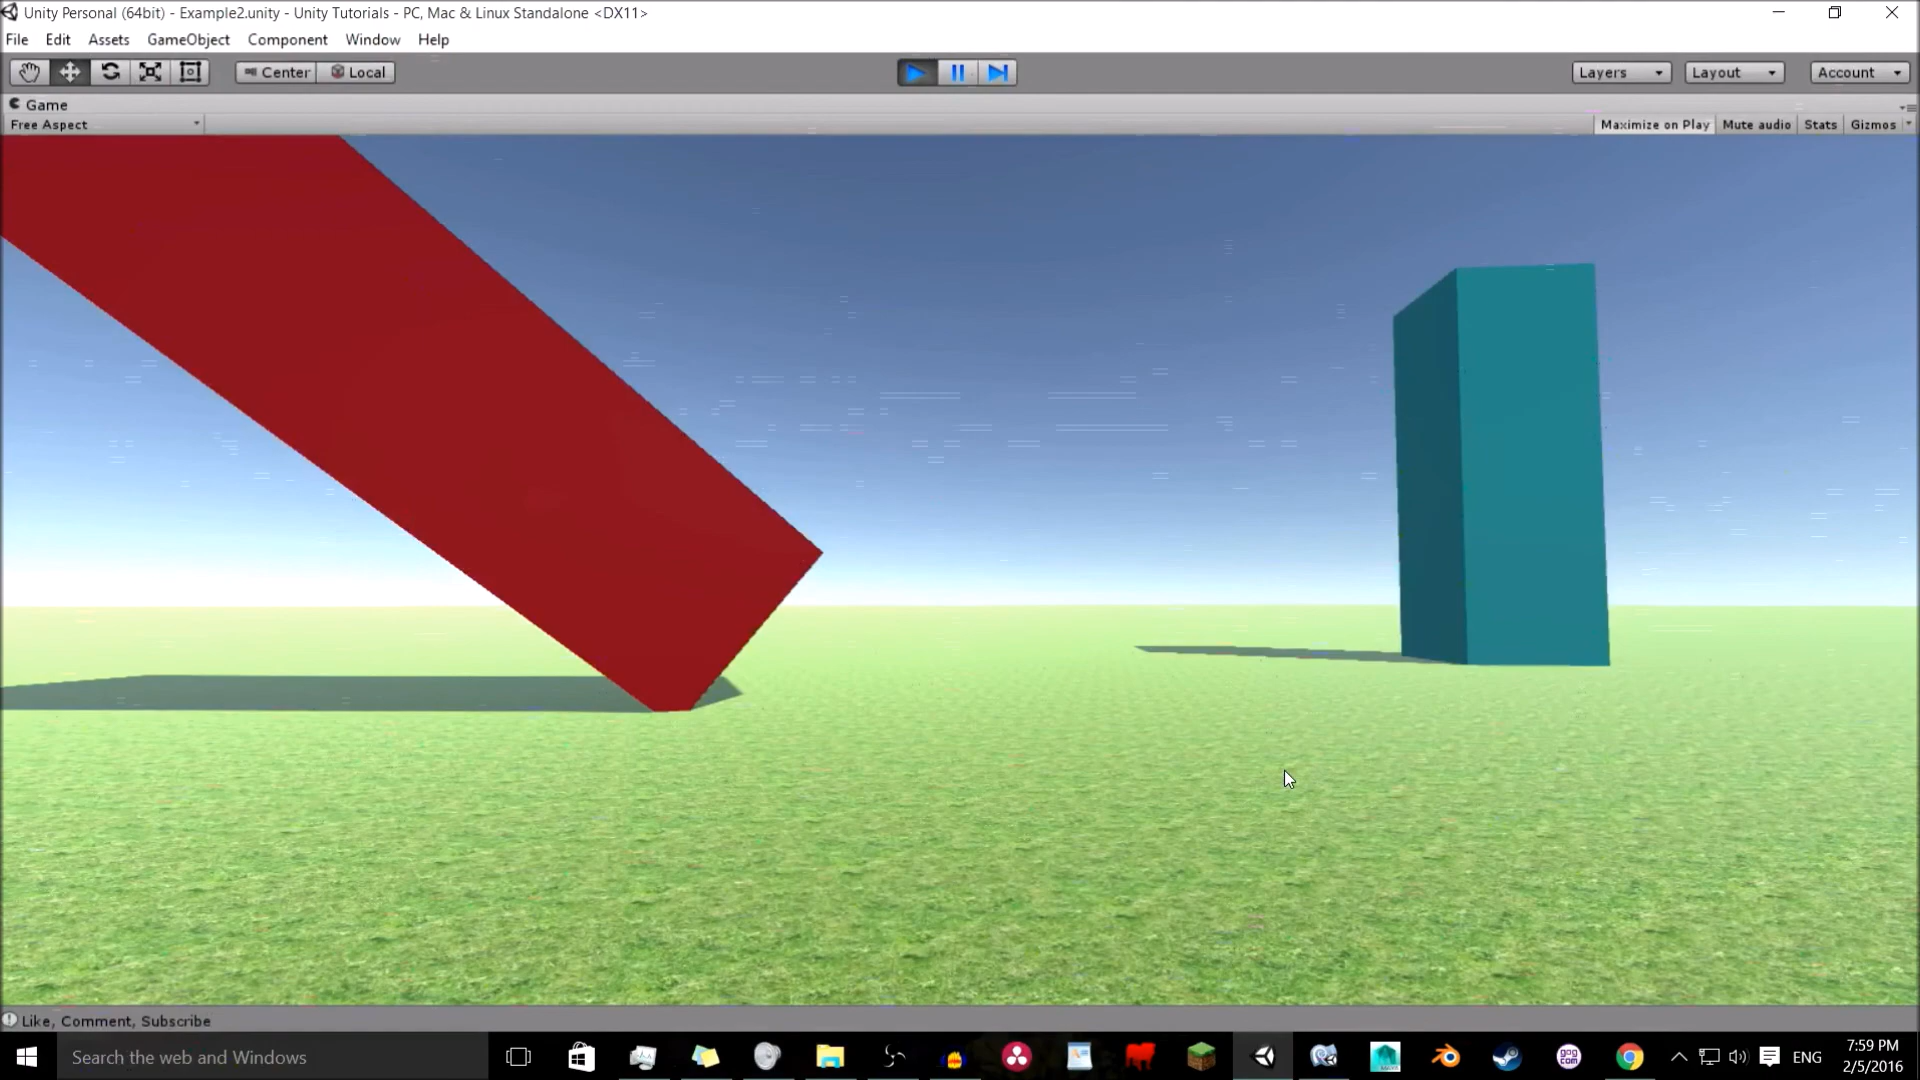 Unity Personal (64bit) - Example2.unity - Unity Tutorials - PC, Mac & Linux Standalone <DX11>
File Edit Assets GameObject Component Window Help
Center Local Layers Layout Account
Game
Free Aspect Maximize on Play Mute audio Stats Gizmos
Like, Comment, Subscribe
Search the web and Windows
gog
com
ENG
7:59 PM
2/5/2016